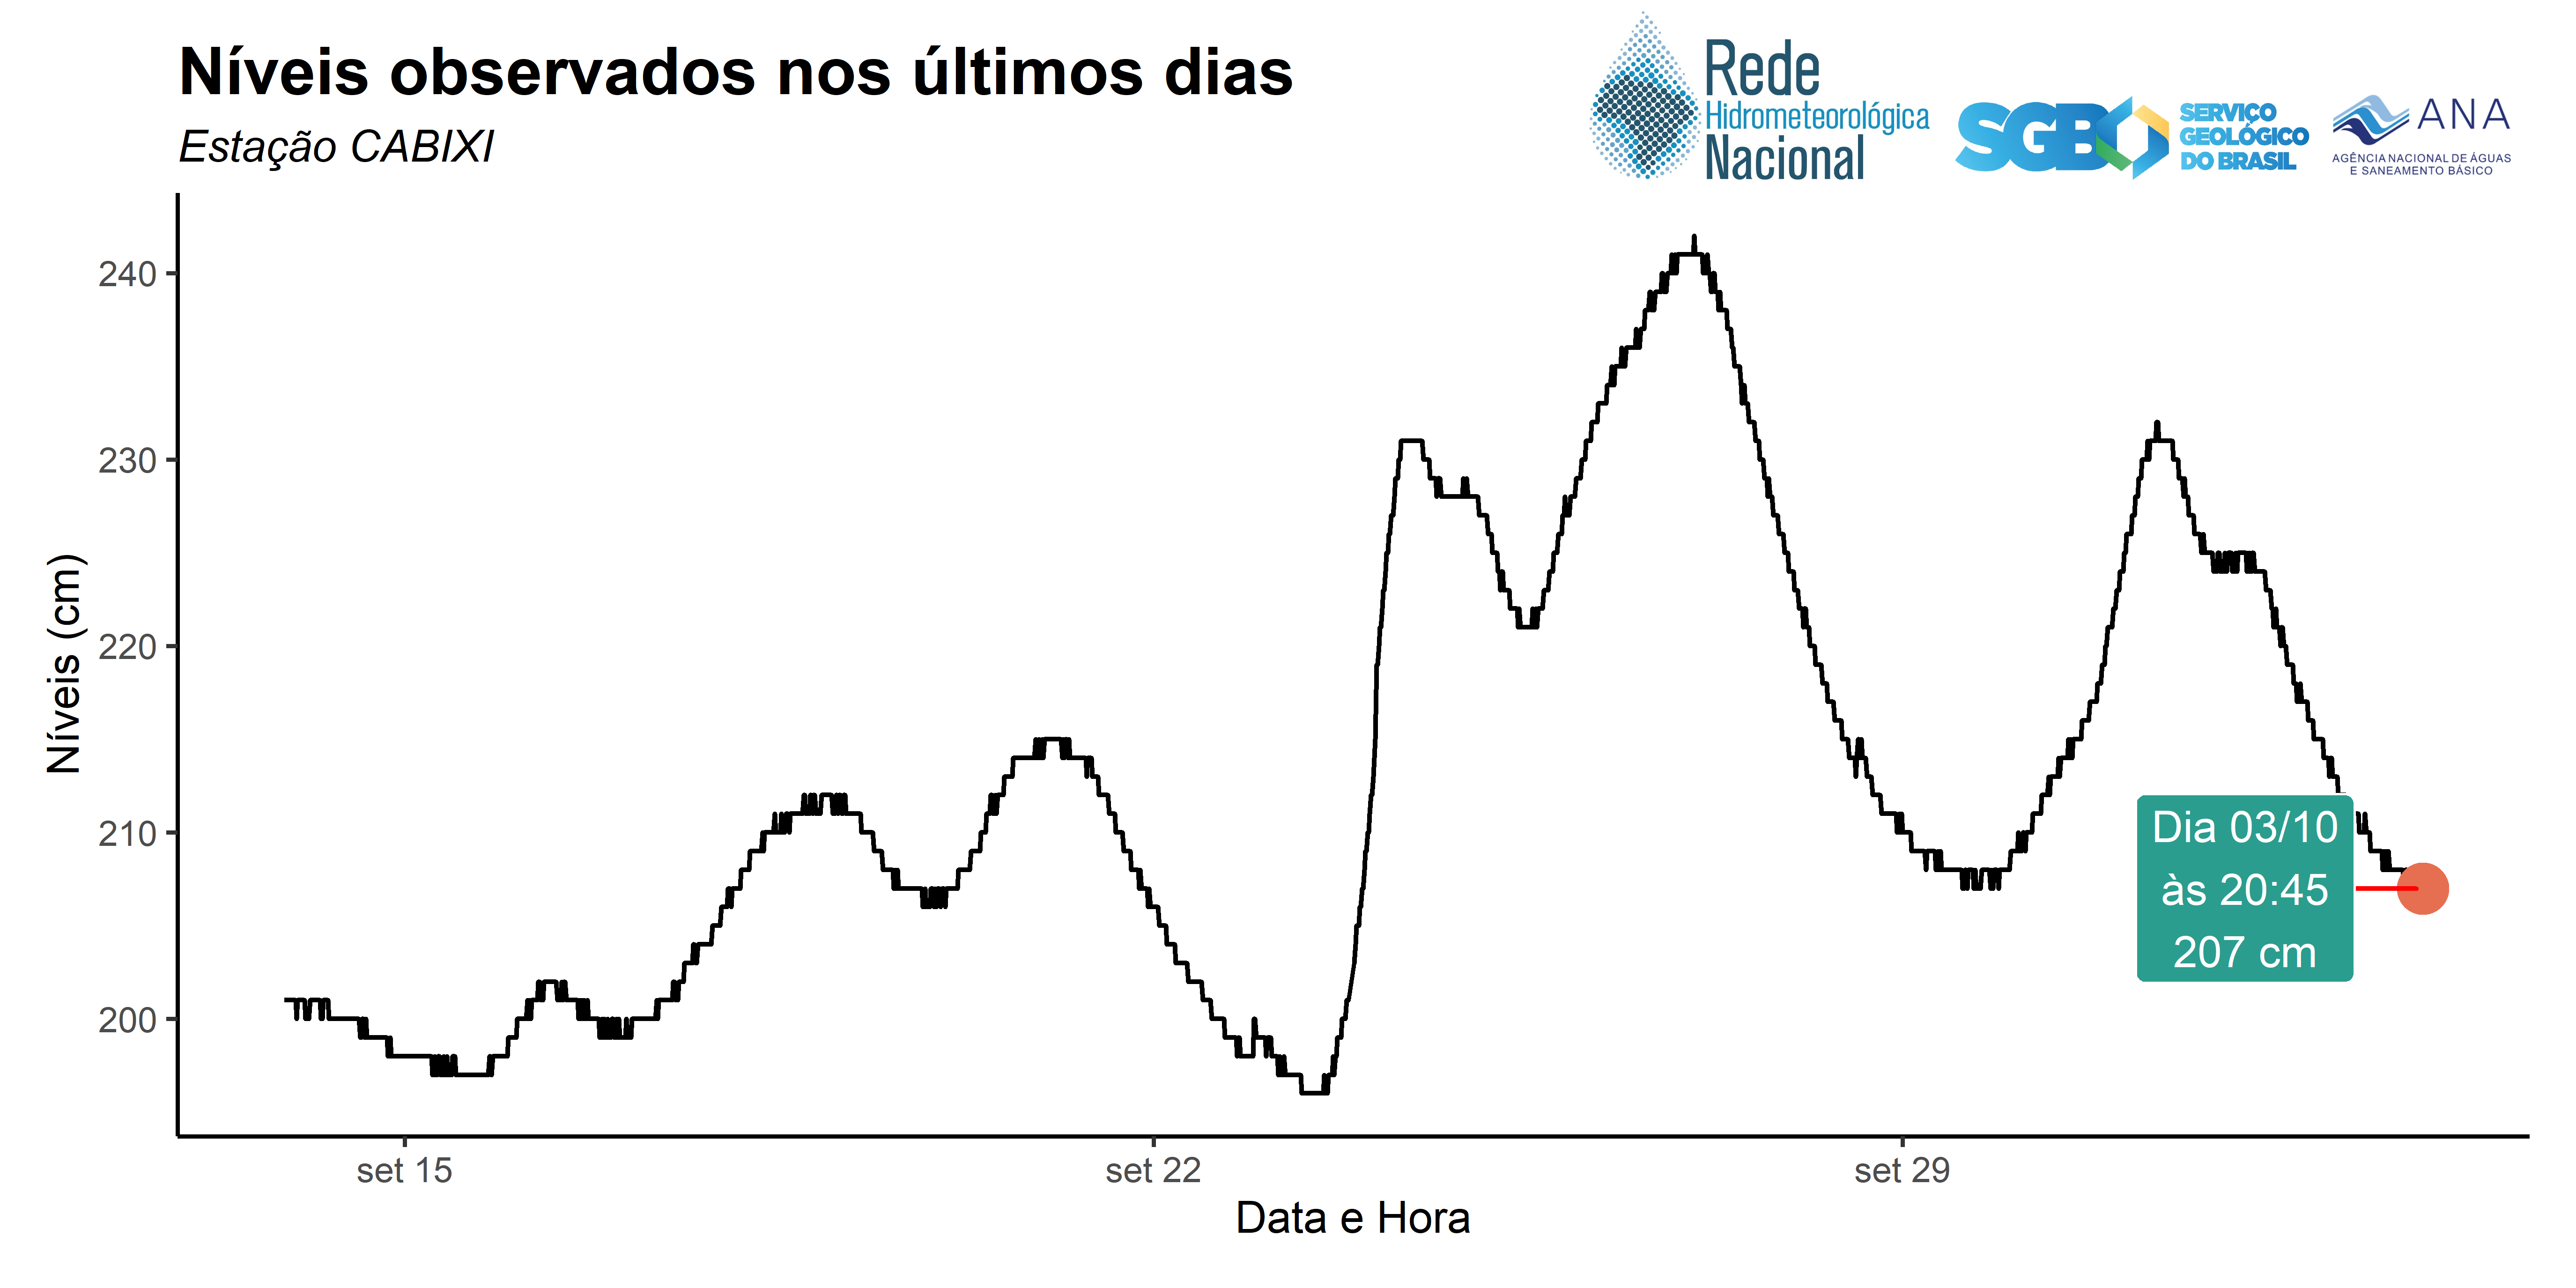 Níveis observados nos últimos dias
Estação CABIXI
Rede
Hidrometeorológica
Nacional
SGB
SERVIÇO
GEOLÓGICO
DO BRASIL
ANA
AGÊNCIA NACIONAL DE ÁGUAS
E SANEAMENTO BÁSICO
Níveis (cm)
240
230
220
210
200
Dia 03/10
às 20:45
207 cm
set 15
set 22
set 29
Data e Hora